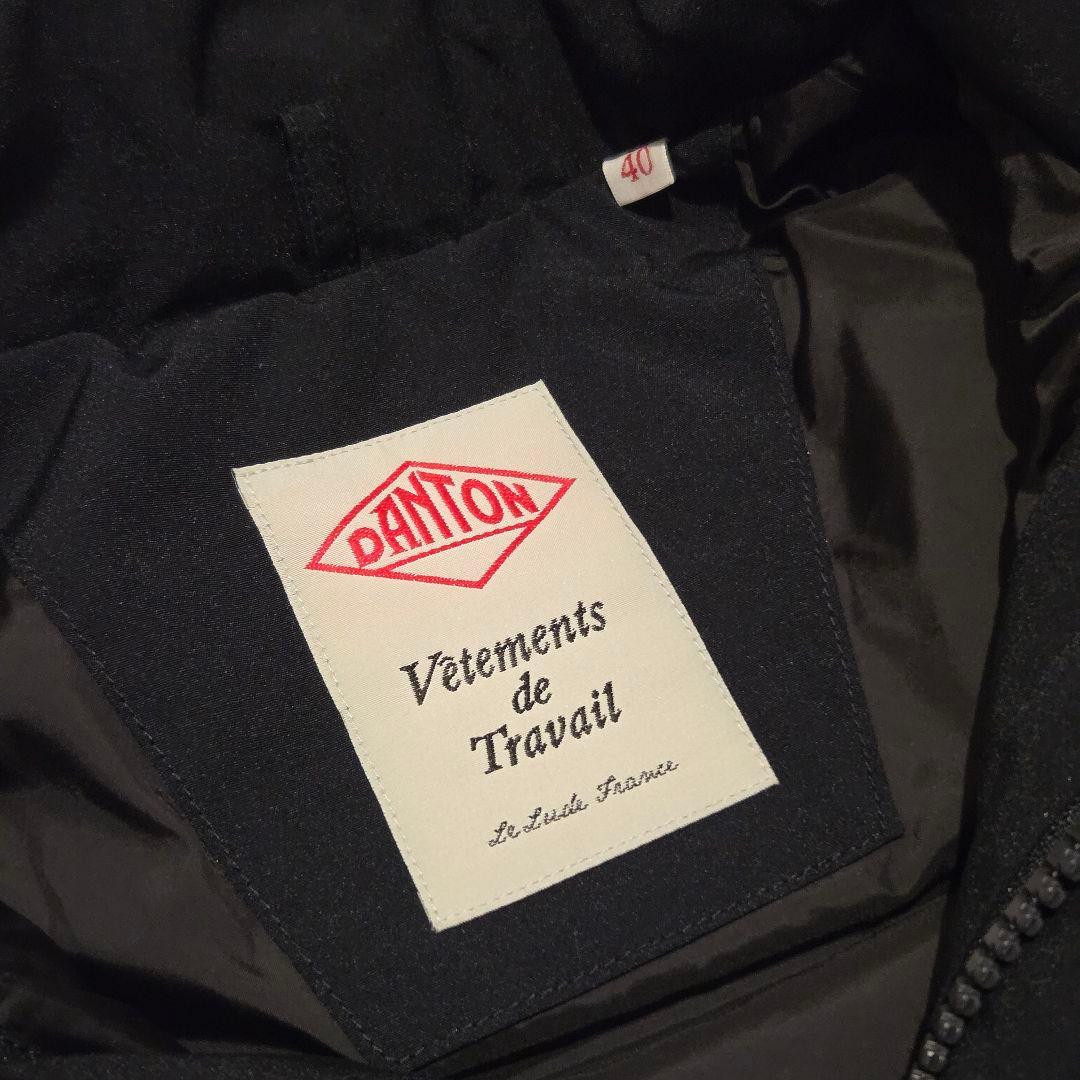 40
DANTON
Vêtements
de
Travail
Le Lude France